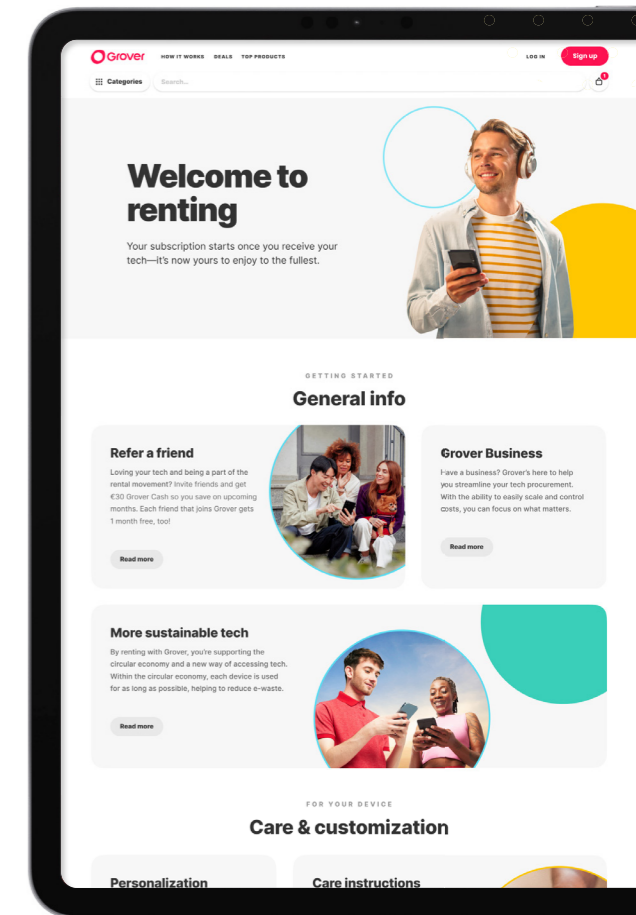 Grover
HOW IT WORKS DEALS TOP PRODUCTS
LOG IN
Sign up
Categories
Search...
1
Welcome to
renting
Your subscription starts once you receive your
tech—it's now yours to enjoy to the fullest.
GETTING STARTED
General info
Refer a friend
Loving your tech and being a part of the
rental movement? Invite friends and get
€30 Grover Cash so you save on upcoming
months. Each friend that joins Grover gets
1 month free, too!
Read more
Grover Business
Have a business? Grover's here to help
you streamline your tech procurement.
With the ability to easily scale and control
costs, you can focus on what matters.
Read more
More sustainable tech
By renting with Grover, you're supporting the
circular economy and a new way of accessing tech.
Within the circular economy, each device is used
for as long as possible, helping to reduce e-waste.
Read more
FOR YOUR DEVICE
Care & customization
Personalization
Care instructions